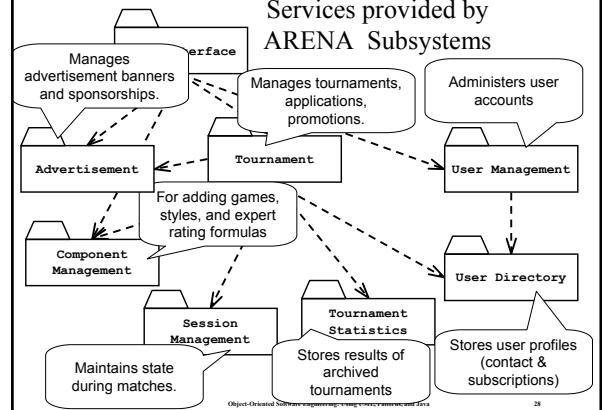 Services provided by
ARENA Subsystems
erface
Manages
advertisement banners
and sponsorships.
Manages tournaments,
applications,
promotions.
Administers user
accounts
Advertisement
Tournament
User Management
For adding games,
styles, and expert
rating formulas
Component
Management
User Directory
Session
Management
Tournament
Statistics
Maintains state
during matches.
Stores results of
archived
tournaments
Stores user profiles
(contact &
subscriptions)
Object-Oriented Software Engineering: Using UML, Patterns, and Java 28